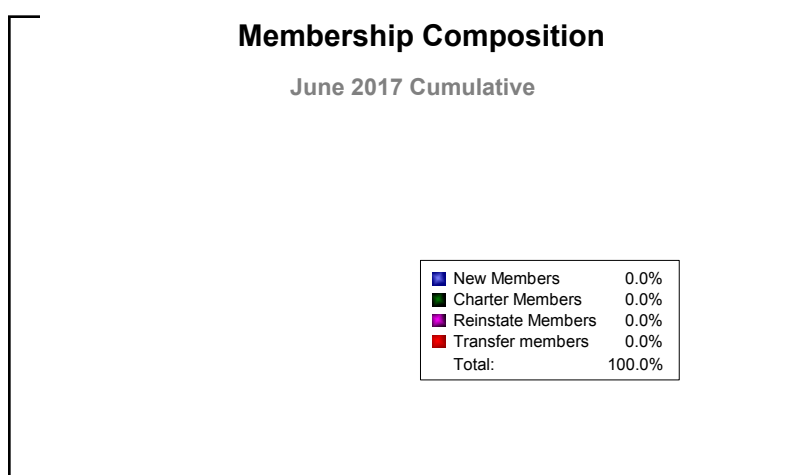 Membership Composition
June 2017 Cumulative
New Members 0.0%
Charter Members 0.0%
Reinstate Members 0.0%
Transfer members 0.0%
Total: 100.0%